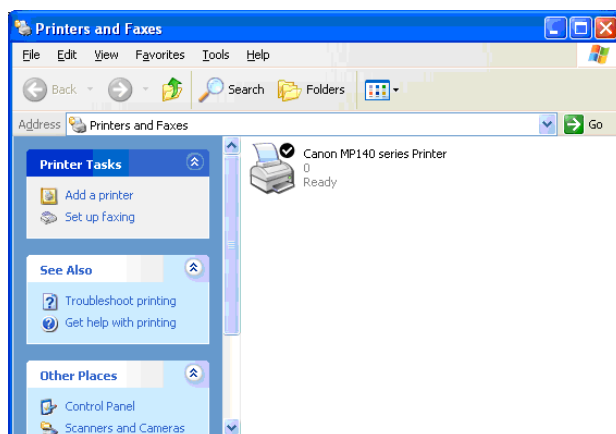 Printers and Faxes
File Edit View Favorites Tools Help
Back Search Folders
Address Printers and Faxes Go
Printer Tasks
Add a printer
Set up faxing
See Also
Troubleshoot printing
Get help with printing
Other Places
Control Panel
Scanners and Cameras
Canon MP140 series Printer
0
Ready